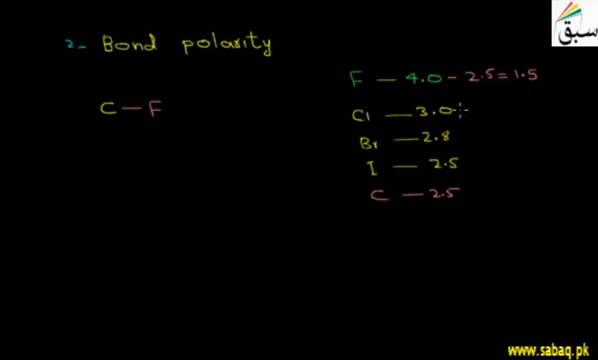 سبق
2- Bond polarity
F — 4.0 - 2.5 = 1.5
C — F
Cl — 3.0
Br — 2.8
I — 2.5
C — 2.5
www.sabaq.pk